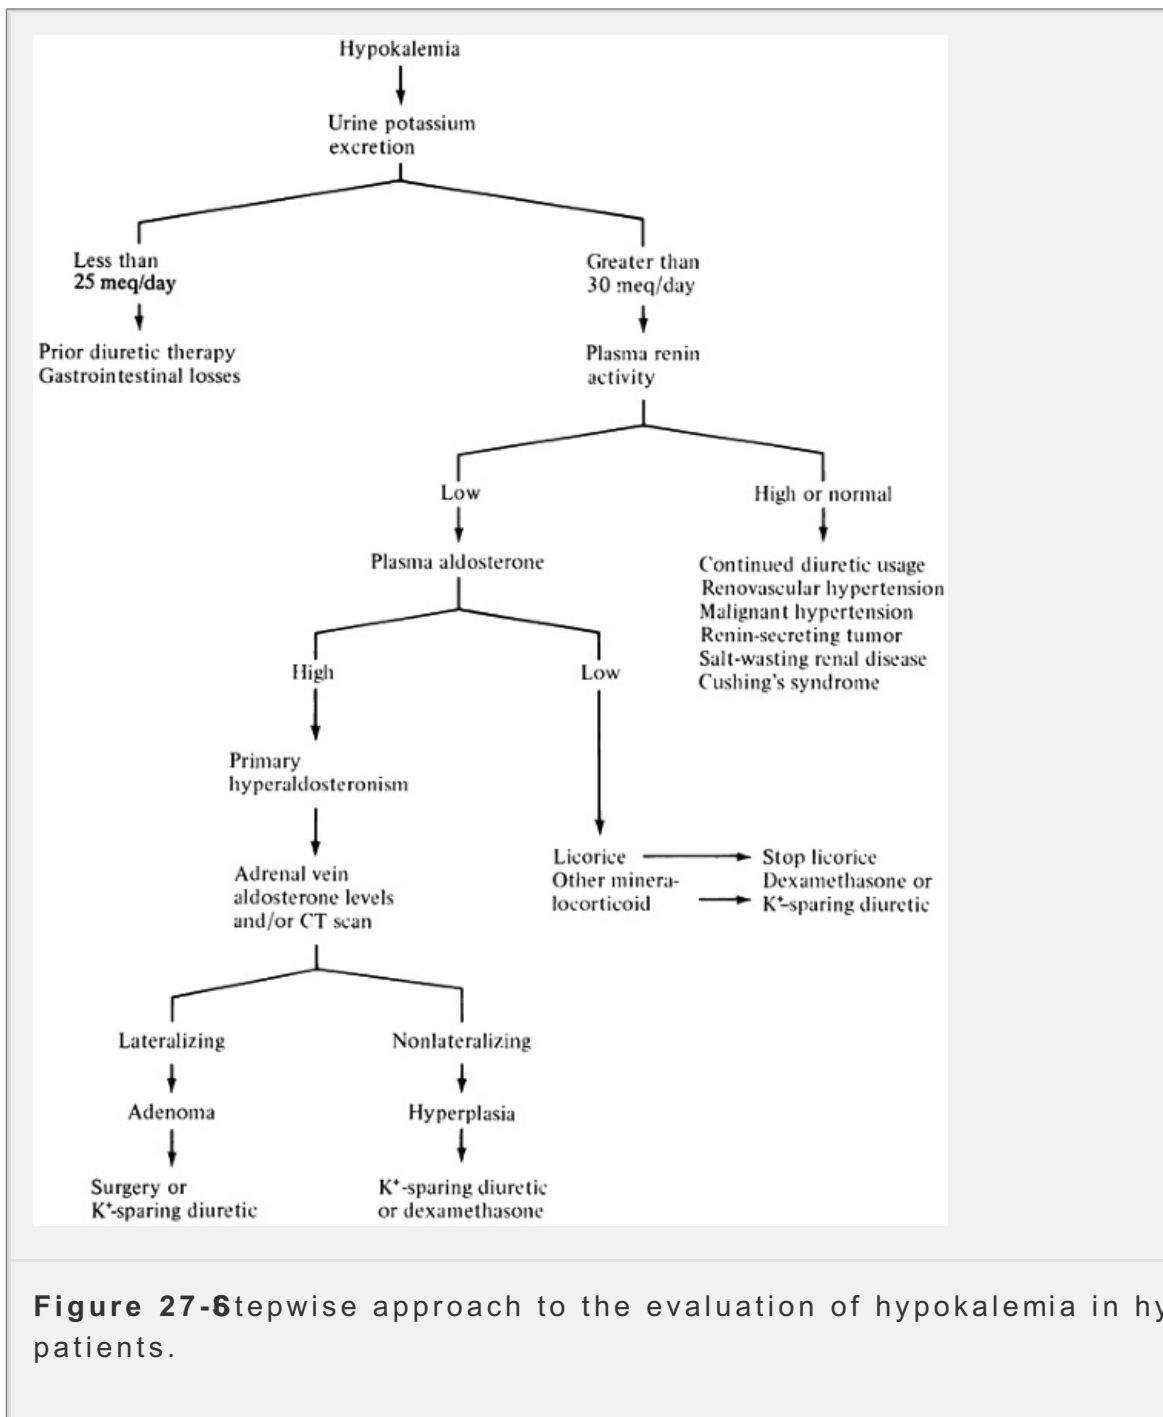 Hypokalemia
Urine potassium
excretion
Less than
25 meq/day
Greater than
30 meq/day
Prior diuretic therapy
Gastrointestinal losses
Plasma renin
activity
Low
High or normal
Plasma aldosterone
Continued diuretic usage
Renovascular hypertension
Malignant hypertension
Renin-secreting tumor
Salt-wasting renal disease
Cushing's syndrome
High
Low
Primary
hyperaldosteronism
Adrenal vein
aldosterone levels
and/or CT scan
Licorice
Other minera-
locorticoid
Stop licorice
Dexamethasone or
K⁺-sparing diuretic
Lateralizing
Nonlateralizing
Adenoma
Hyperplasia
Surgery or
K⁺-sparing diuretic
K⁺-sparing diuretic
or dexamethasone
Figure 27-6 Stepwise approach to the evaluation of hypokalemia in hy
patients.